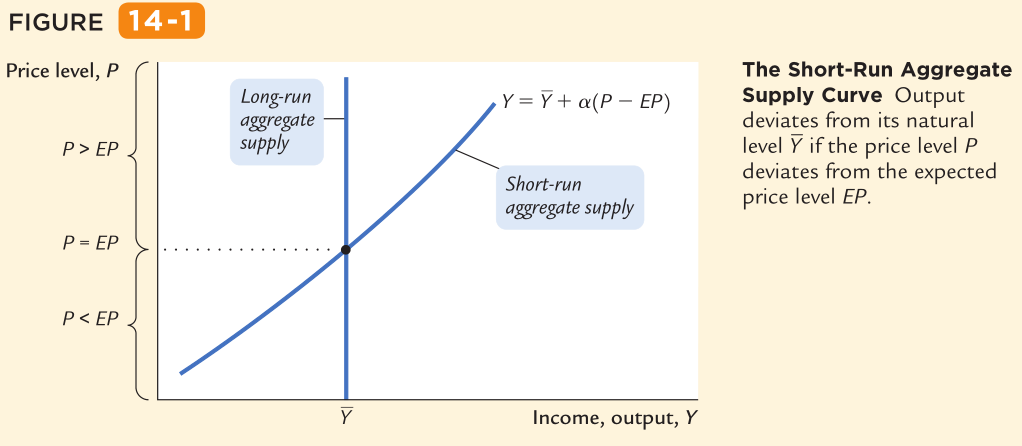 FIGURE 14-1
Price level, P
P > EP
P = EP
P < EP
Long-run
aggregate
supply
Y = Y̅ + α(P − EP)
Short-run
aggregate supply
Y̅
Income, output, Y
The Short-Run Aggregate
Supply Curve Output
deviates from its natural
level Y̅ if the price level P
deviates from the expected
price level EP.